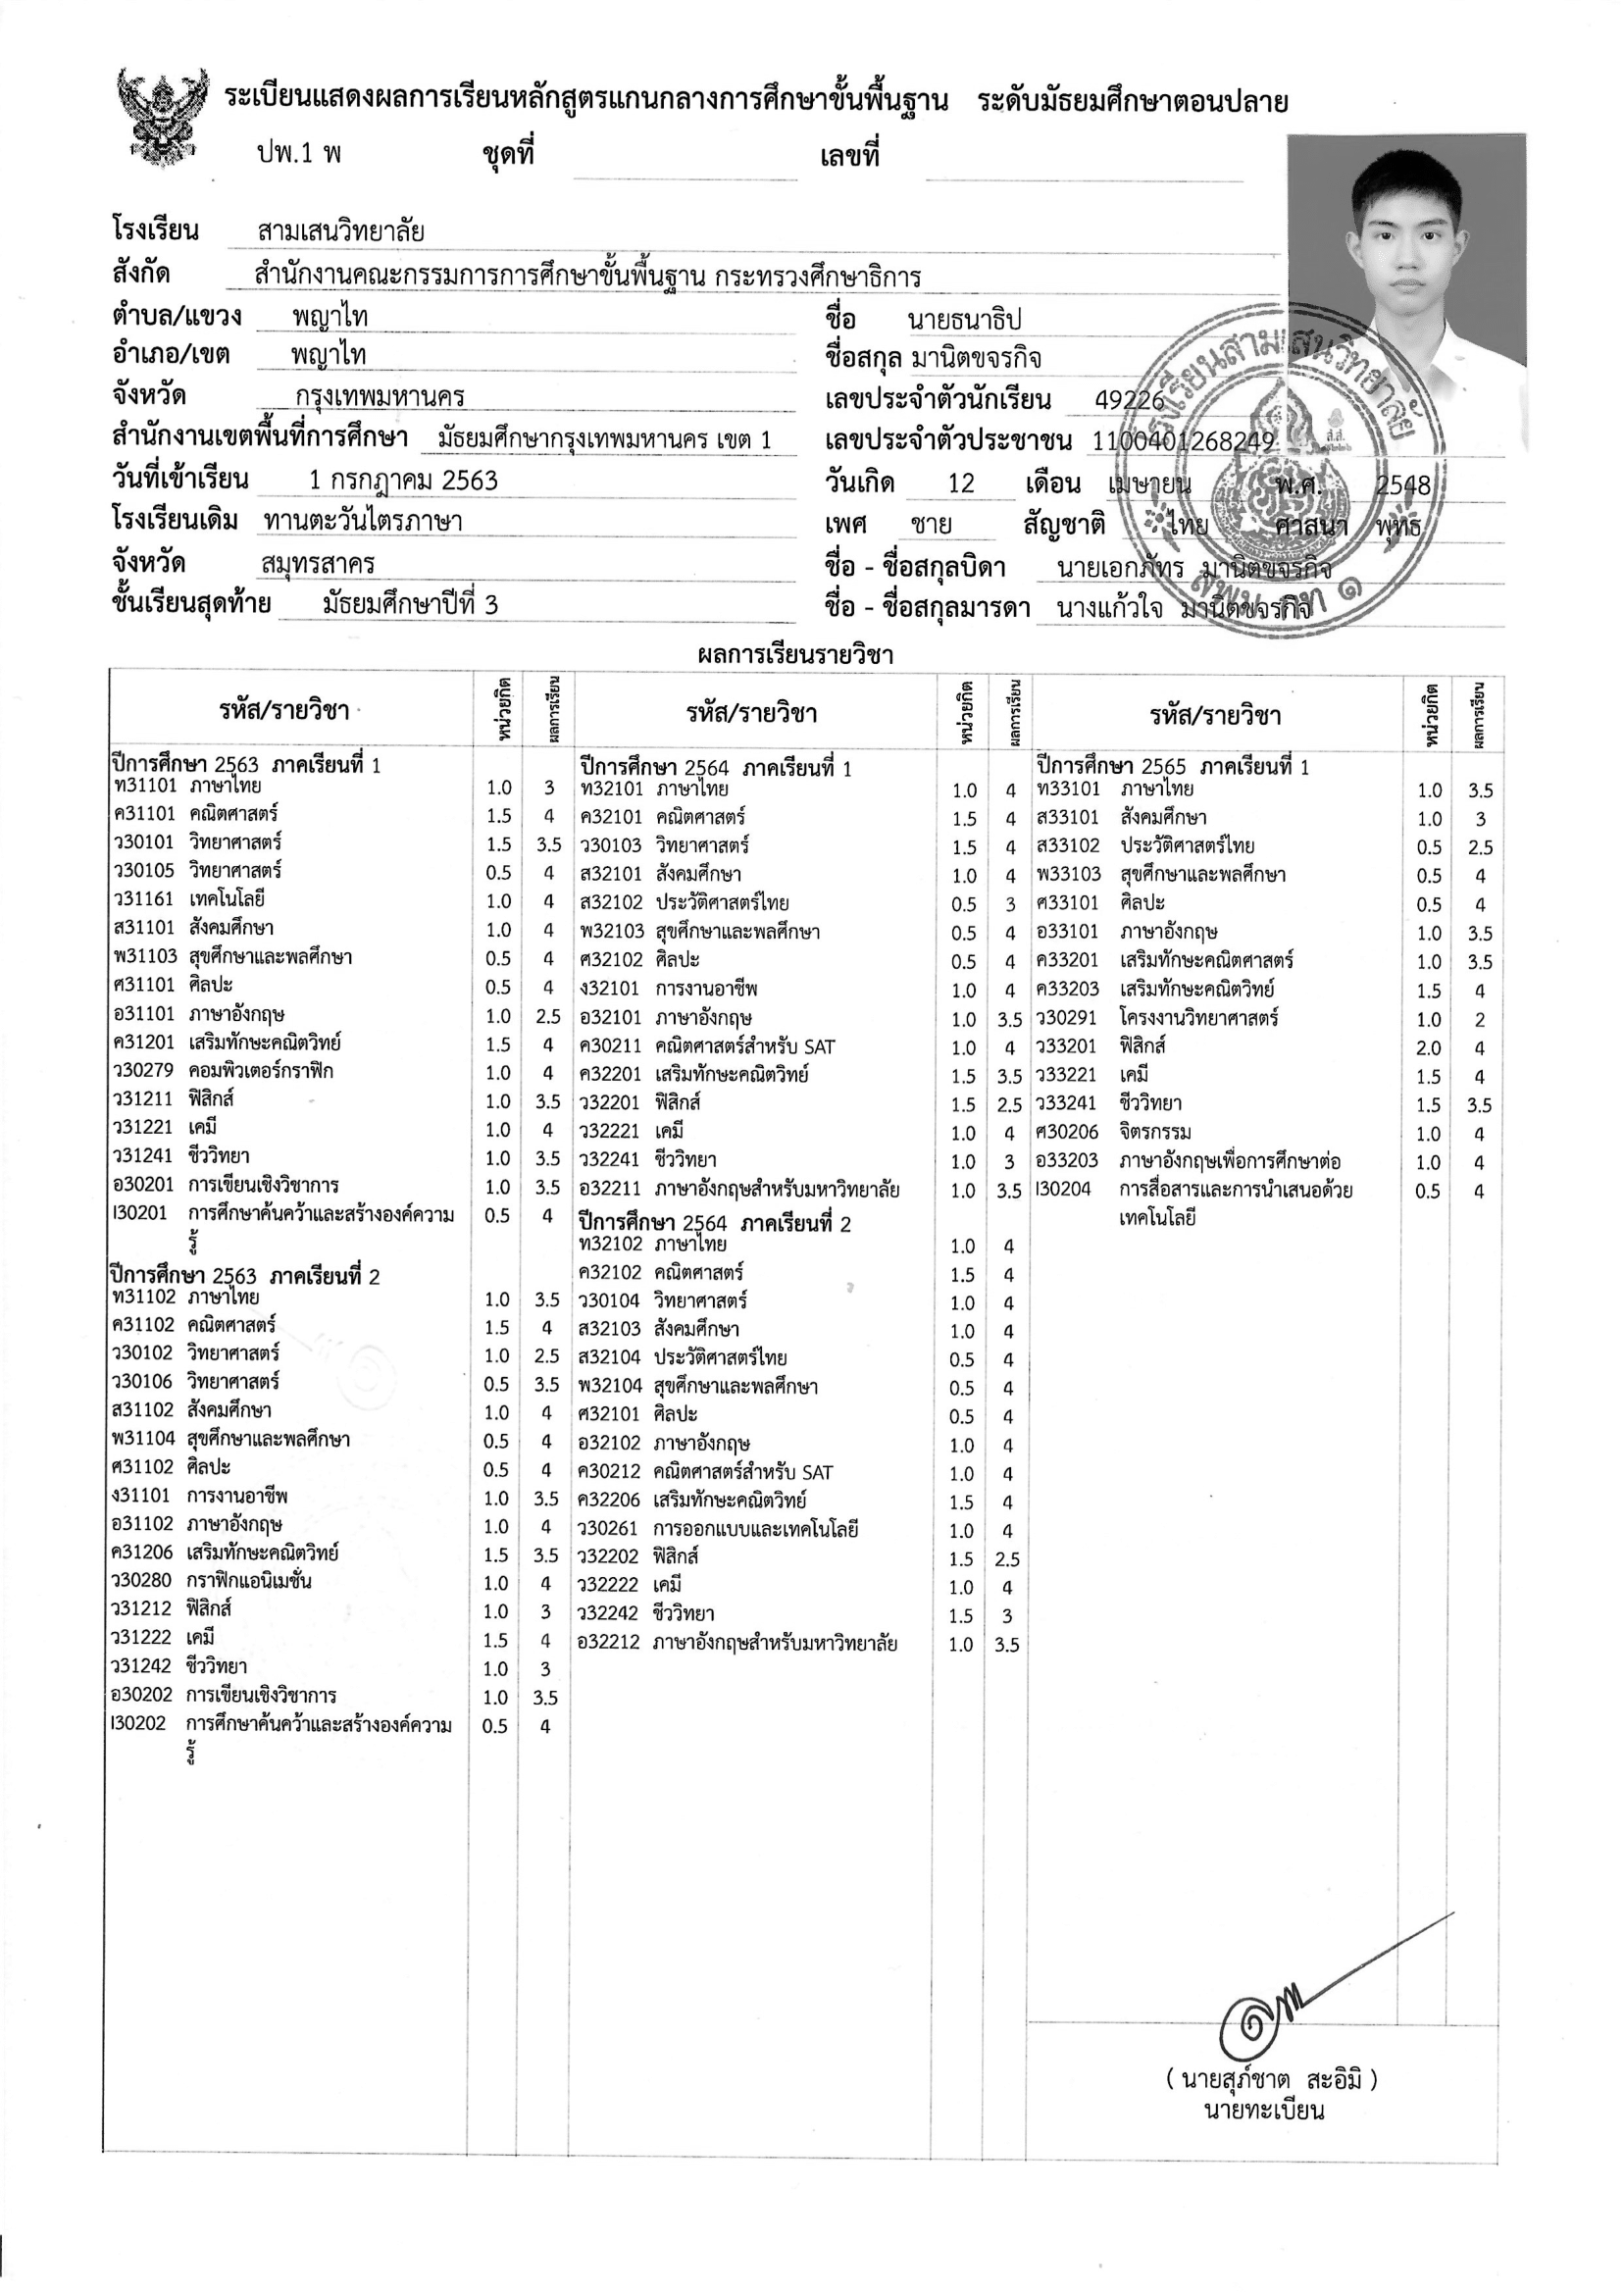 ระเบียนแสดงผลการเรียนหลักสูตรแกนกลางการศึกษาขั้นพื้นฐาน ระดับมัธยมศึกษาตอนปลาย
ปพ.1 พ ชุดที่ เลขที่
โรงเรียน สามเสนวิทยาลัย
สังกัด สำนักงานคณะกรรมการการศึกษาขั้นพื้นฐาน กระทรวงศึกษาธิการ
ตำบล/แขวง พญาไท
อำเภอ/เขต พญาไท
จังหวัด กรุงเทพมหานคร
สำนักงานเขตพื้นที่การศึกษา มัธยมศึกษากรุงเทพมหานคร เขต 1
วันที่เข้าเรียน 1 กรกฎาคม 2563
โรงเรียนเดิม ทานตะวันไตรภาษา
จังหวัด สมุทรสาคร
ชั้นเรียนสุดท้าย มัธยมศึกษาปีที่ 3
ชื่อ นายธนาธิป
ชื่อสกุล มานิตขจรกิจ
เลขประจำตัวนักเรียน 49226
เลขประจำตัวประชาชน 1100401268249
วันเกิด 12 เดือน เมษายน พ.ศ. 2548
เพศ ชาย สัญชาติ ไทย ศาสนา พุทธ
ชื่อ - ชื่อสกุลบิดา นายเอกภัทร มานิตขจรกิจ
ชื่อ - ชื่อสกุลมารดา นางแก้วใจ มานิตขจรกิจ
โรงเรียนสามเสนวิทยาลัย
ส.ส.
สพม. กท ๑
ผลการเรียนรายวิชา
รหัส/รายวิชา หน่วยกิต ผลการเรียน
ปีการศึกษา 2563 ภาคเรียนที่ 1
ท31101 ภาษาไทย 1.0 3
ค31101 คณิตศาสตร์ 1.5 4
ว30101 วิทยาศาสตร์ 1.5 3.5
ว30105 วิทยาศาสตร์ 0.5 4
ว31161 เทคโนโลยี 1.0 4
ส31101 สังคมศึกษา 1.0 4
พ31103 สุขศึกษาและพลศึกษา 0.5 4
ศ31101 ศิลปะ 0.5 4
อ31101 ภาษาอังกฤษ 1.0 2.5
ค31201 เสริมทักษะคณิตวิทย์ 1.5 4
ว30279 คอมพิวเตอร์กราฟิก 1.0 4
ว31211 ฟิสิกส์ 1.0 3.5
ว31221 เคมี 1.0 4
ว31241 ชีววิทยา 1.0 3.5
อ30201 การเขียนเชิงวิชาการ 1.0 3.5
I30201 การศึกษาค้นคว้าและสร้างองค์ความ 0.5 4
รู้
ปีการศึกษา 2563 ภาคเรียนที่ 2
ท31102 ภาษาไทย 1.0 3.5
ค31102 คณิตศาสตร์ 1.5 4
ว30102 วิทยาศาสตร์ 1.0 2.5
ว30106 วิทยาศาสตร์ 0.5 3.5
ส31102 สังคมศึกษา 1.0 4
พ31104 สุขศึกษาและพลศึกษา 0.5 4
ศ31102 ศิลปะ 0.5 4
ง31101 การงานอาชีพ 1.0 3.5
อ31102 ภาษาอังกฤษ 1.0 4
ค31206 เสริมทักษะคณิตวิทย์ 1.5 3.5
ว30280 กราฟิกแอนิเมชั่น 1.0 4
ว31212 ฟิสิกส์ 1.0 3
ว31222 เคมี 1.5 4
ว31242 ชีววิทยา 1.0 3
อ30202 การเขียนเชิงวิชาการ 1.0 3.5
I30202 การศึกษาค้นคว้าและสร้างองค์ความ 0.5 4
รู้
รหัส/รายวิชา หน่วยกิต ผลการเรียน
ปีการศึกษา 2564 ภาคเรียนที่ 1
ท32101 ภาษาไทย 1.0 4
ค32101 คณิตศาสตร์ 1.5 4
ว30103 วิทยาศาสตร์ 1.5 4
ส32101 สังคมศึกษา 1.0 4
ส32102 ประวัติศาสตร์ไทย 0.5 3
พ32103 สุขศึกษาและพลศึกษา 0.5 4
ศ32102 ศิลปะ 0.5 4
ง32101 การงานอาชีพ 1.0 4
อ32101 ภาษาอังกฤษ 1.0 3.5
ค30211 คณิตศาสตร์สำหรับ SAT 1.0 4
ค32201 เสริมทักษะคณิตวิทย์ 1.5 3.5
ว32201 ฟิสิกส์ 1.5 2.5
ว32221 เคมี 1.0 4
ว32241 ชีววิทยา 1.0 3
อ32211 ภาษาอังกฤษสำหรับมหาวิทยาลัย 1.0 3.5
ปีการศึกษา 2564 ภาคเรียนที่ 2
ท32102 ภาษาไทย 1.0 4
ค32102 คณิตศาสตร์ 1.5 4
ว30104 วิทยาศาสตร์ 1.0 4
ส32103 สังคมศึกษา 1.0 4
ส32104 ประวัติศาสตร์ไทย 0.5 4
พ32104 สุขศึกษาและพลศึกษา 0.5 4
ศ32101 ศิลปะ 0.5 4
อ32102 ภาษาอังกฤษ 1.0 4
ค30212 คณิตศาสตร์สำหรับ SAT 1.0 4
ค32206 เสริมทักษะคณิตวิทย์ 1.5 4
ว30261 การออกแบบและเทคโนโลยี 1.0 4
ว32202 ฟิสิกส์ 1.5 2.5
ว32222 เคมี 1.0 4
ว32242 ชีววิทยา 1.5 3
อ32212 ภาษาอังกฤษสำหรับมหาวิทยาลัย 1.0 3.5
รหัส/รายวิชา หน่วยกิต ผลการเรียน
ปีการศึกษา 2565 ภาคเรียนที่ 1
ท33101 ภาษาไทย 1.0 3.5
ส33101 สังคมศึกษา 1.0 3
ส33102 ประวัติศาสตร์ไทย 0.5 2.5
พ33103 สุขศึกษาและพลศึกษา 0.5 4
ศ33101 ศิลปะ 0.5 4
อ33101 ภาษาอังกฤษ 1.0 3.5
ค33201 เสริมทักษะคณิตศาสตร์ 1.0 3.5
ค33203 เสริมทักษะคณิตวิทย์ 1.5 4
ว30291 โครงงานวิทยาศาสตร์ 1.0 2
ว33201 ฟิสิกส์ 2.0 4
ว33221 เคมี 1.5 4
ว33241 ชีววิทยา 1.5 3.5
ศ30206 จิตรกรรม 1.0 4
อ33203 ภาษาอังกฤษเพื่อการศึกษาต่อ 1.0 4
I30204 การสื่อสารและการนำเสนอด้วย 0.5 4
เทคโนโลยี
( นายสุภ์ชาต สะอิมิ )
นายทะเบียน